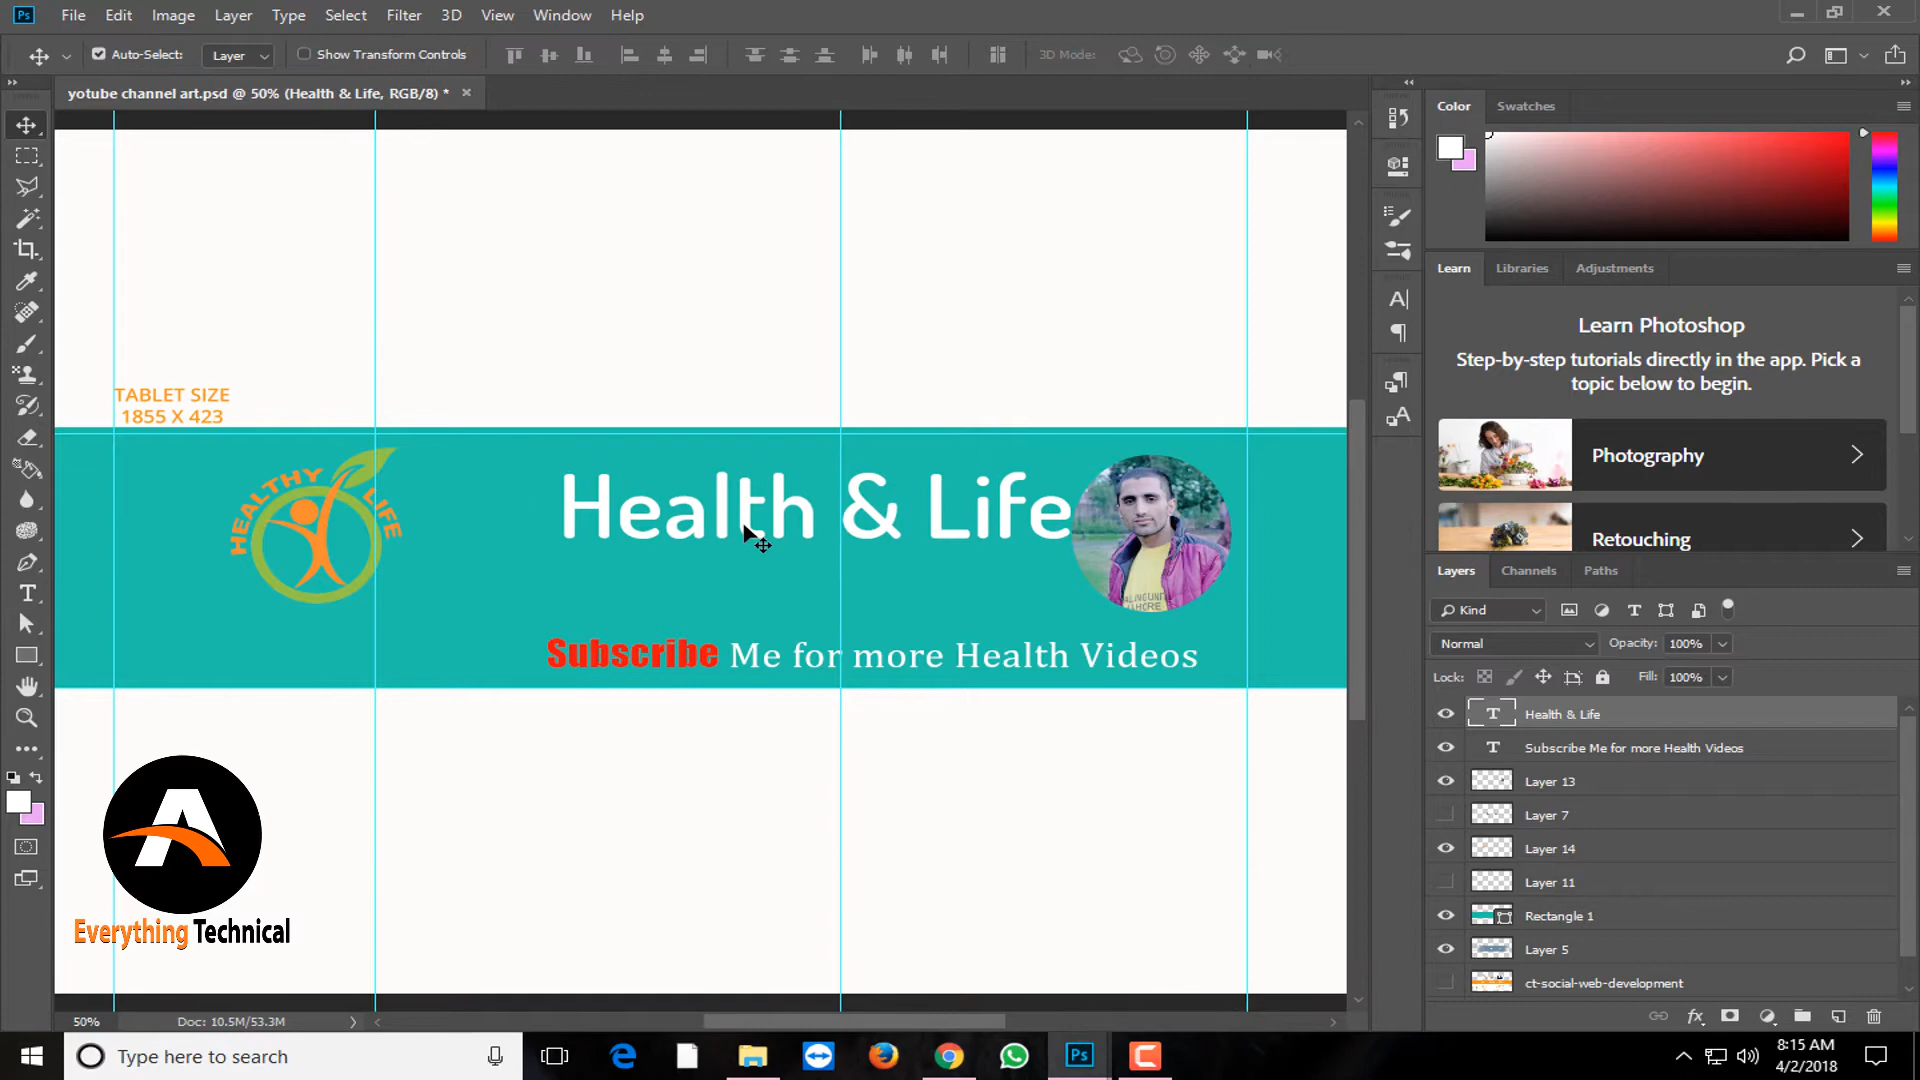 Ps File Edit Image Layer Type Select Filter 3D View Window Help
Auto-Select: Layer Show Transform Controls 3D Mode:
yotube channel art.psd @ 50% (Health & Life, RGB/8) *
Color Swatches
Learn Libraries Adjustments
Learn Photoshop
Step-by-step tutorials directly in the app. Pick a
topic below to begin.
Photography
Retouching
TABLET SIZE
1855 X 423
HEALTHY LIFE
Health & Life
Subscribe Me for more Health Videos
Everything Technical
Layers Channels Paths
Kind
Normal Opacity: 100%
Lock: Fill: 100%
Health & Life
Subscribe Me for more Health Videos
Layer 13
Layer 7
Layer 14
Layer 11
Rectangle 1
Layer 5
ct-social-web-development
50% Doc: 10.5M/53.3M
Type here to search
8:15 AM
4/2/2018